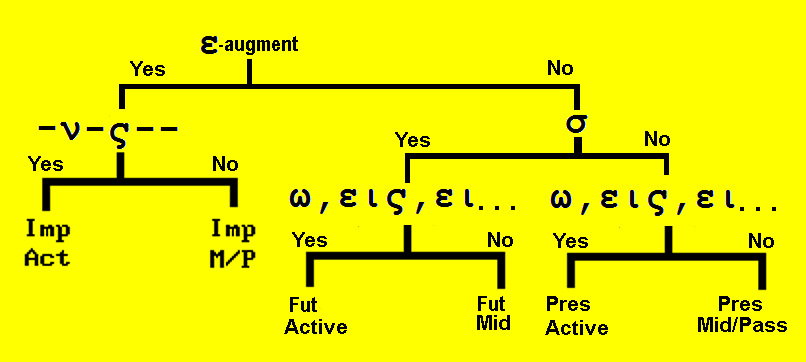 ε-augment
Yes No
-ν-ς-- σ
Yes No Yes No
ω,εις,ει... ω,εις,ει...
Imp Act
Imp M/P
Yes No Yes No
Fut Active
Fut Mid
Pres Active
Pres Mid/Pass